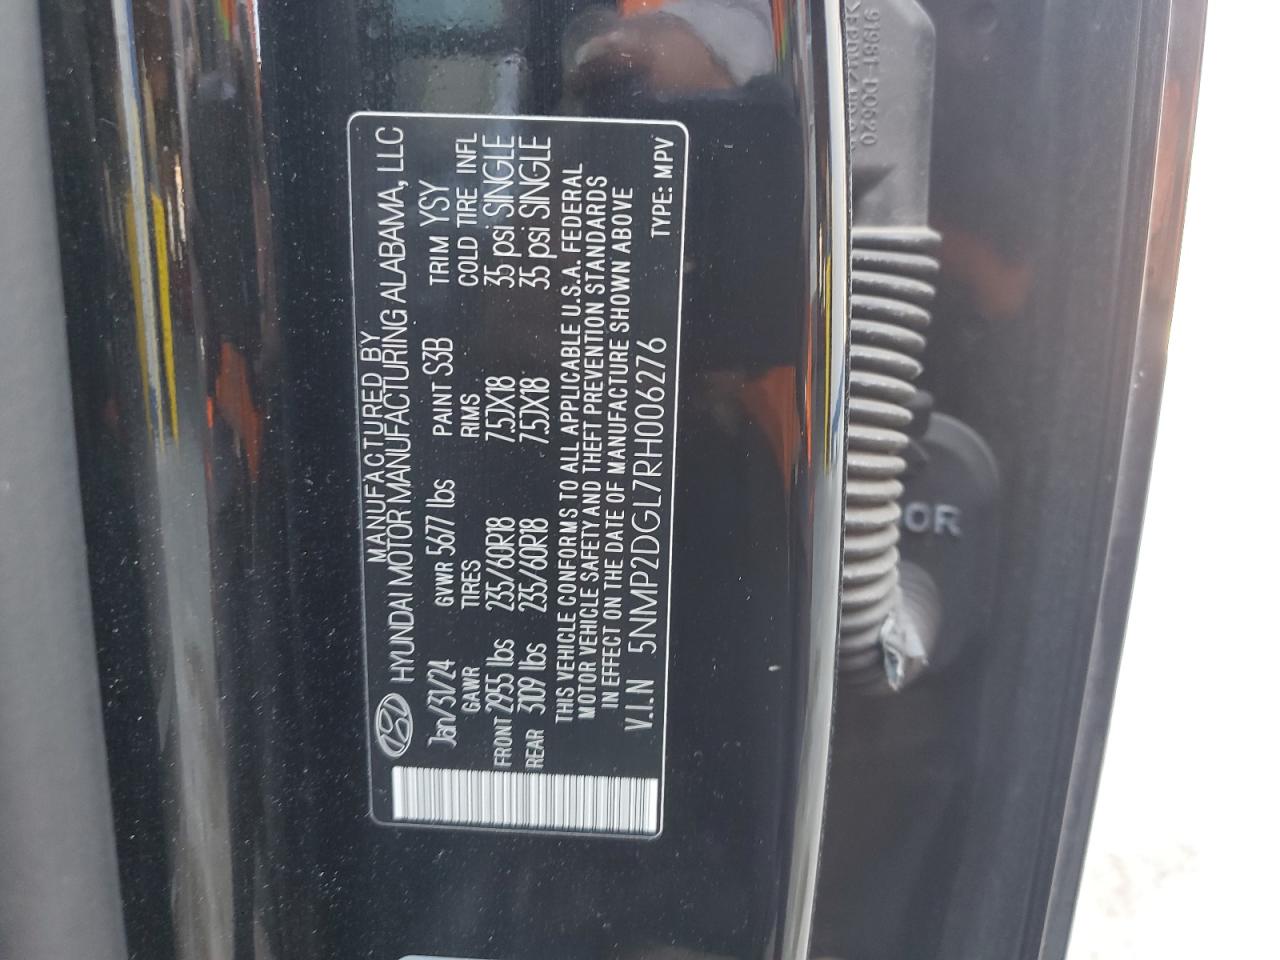 MANUFACTURED BY
HYUNDAI MOTOR MANUFACTURING ALABAMA, LLC
Jan/31/24 GVWR 5677 lbs PAINT S3B TRIM YSY
GAWR TIRES RIMS COLD TIRE INFL
FRONT 2955 lbs 235/60R18 7.5JX18 35 psi SINGLE
REAR 3109 lbs 235/60R18 7.5JX18 35 psi SINGLE
THIS VEHICLE CONFORMS TO ALL APPLICABLE U.S.A. FEDERAL
MOTOR VEHICLE SAFETY AND THEFT PREVENTION STANDARDS
IN EFFECT ON THE DATE OF MANUFACTURE SHOWN ABOVE
V.I.N 5NMP2DGL7RH006276 TYPE: MPV
OR